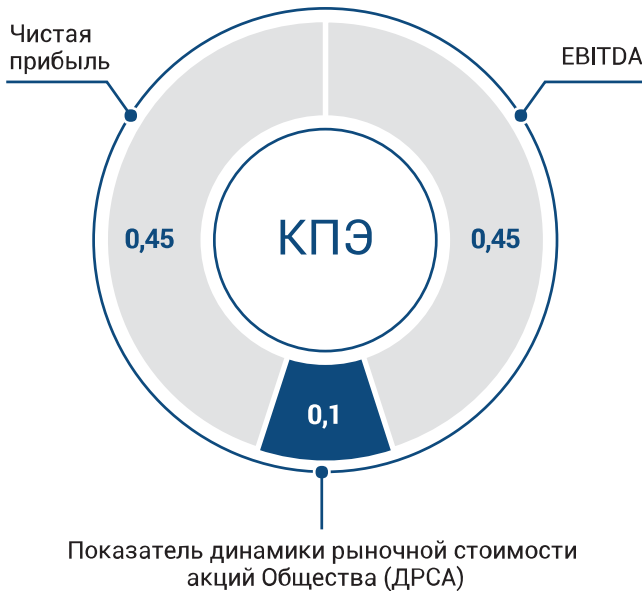 Чистая
прибыль
EBITDA
0,45
КПЭ
0,45
0,1
Показатель динамики рыночной стоимости
акций Общества (ДРСА)